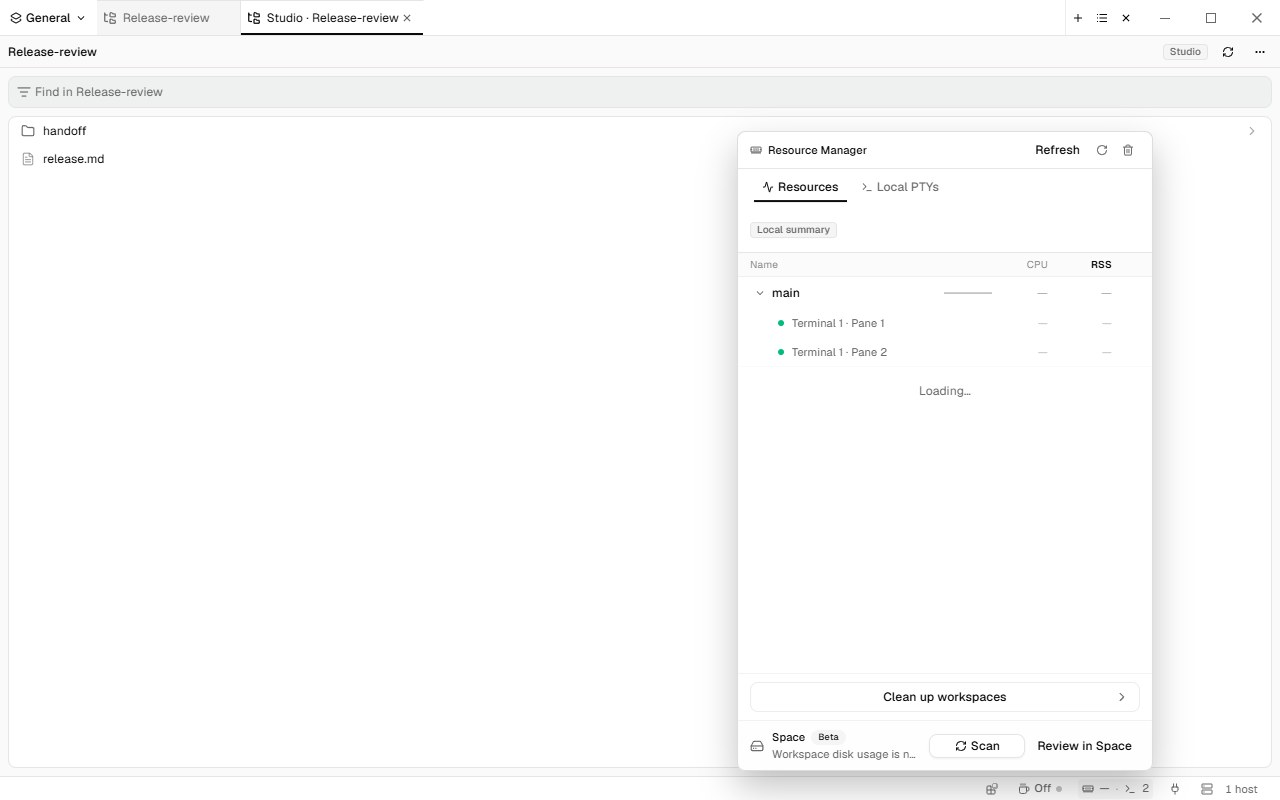 General
Release-review
Studio · Release-review
Release-review
Studio
Find in Release-review
handoff
release.md
Resource Manager
Refresh
Resources
Local PTYs
Local summary
Name CPU RSS
main — —
Terminal 1 · Pane 1 — —
Terminal 1 · Pane 2 — —
Loading...
Clean up workspaces
Space Beta
Workspace disk usage is n...
Scan
Review in Space
Off — · 2 1 host